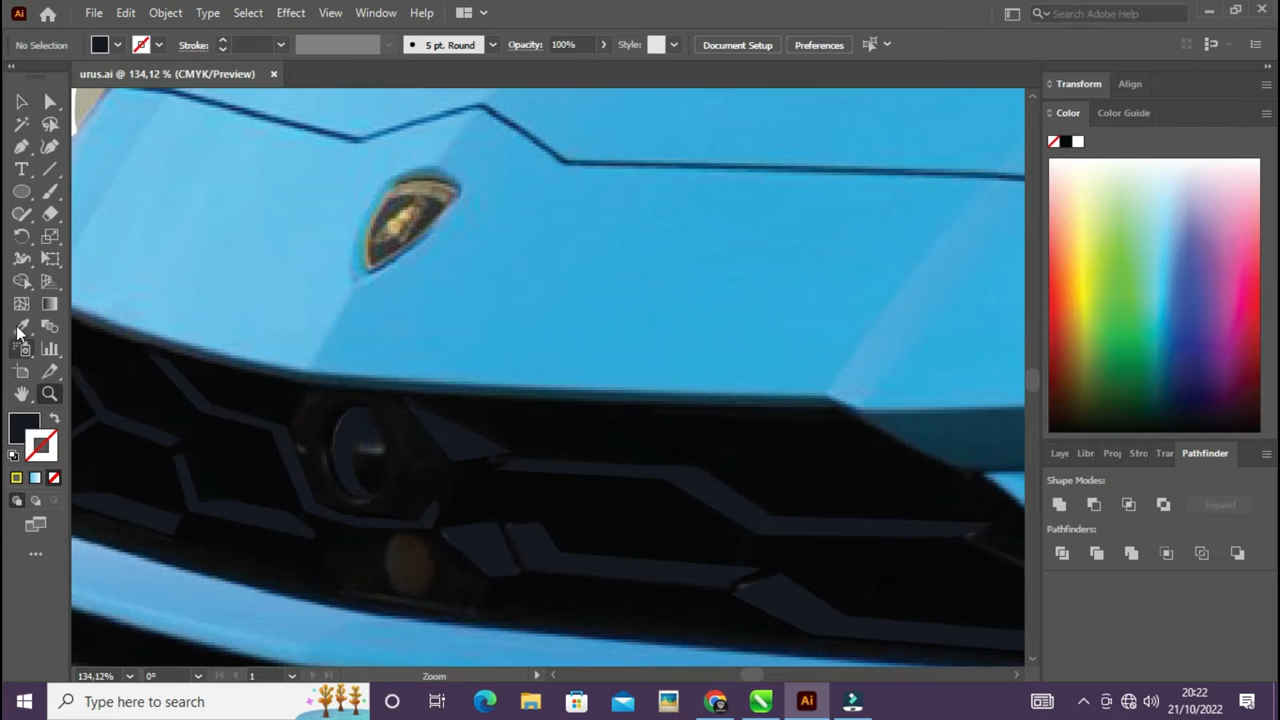 Ai File Edit Object Type Select Effect View Window Help Search Adobe Help
No Selection Stroke: 5 pt. Round Opacity: 100% Style: Document Setup Preferences
urus.ai @ 134,12 % (CMYK/Preview)
Transform Align
Color Color Guide
Laye Libr Proj Stro Trar Pathfinder
Shape Modes:
Expand
Pathfinders:
134,12% 0° 1 Zoom
Type here to search
Ai
20:22
21/10/2022